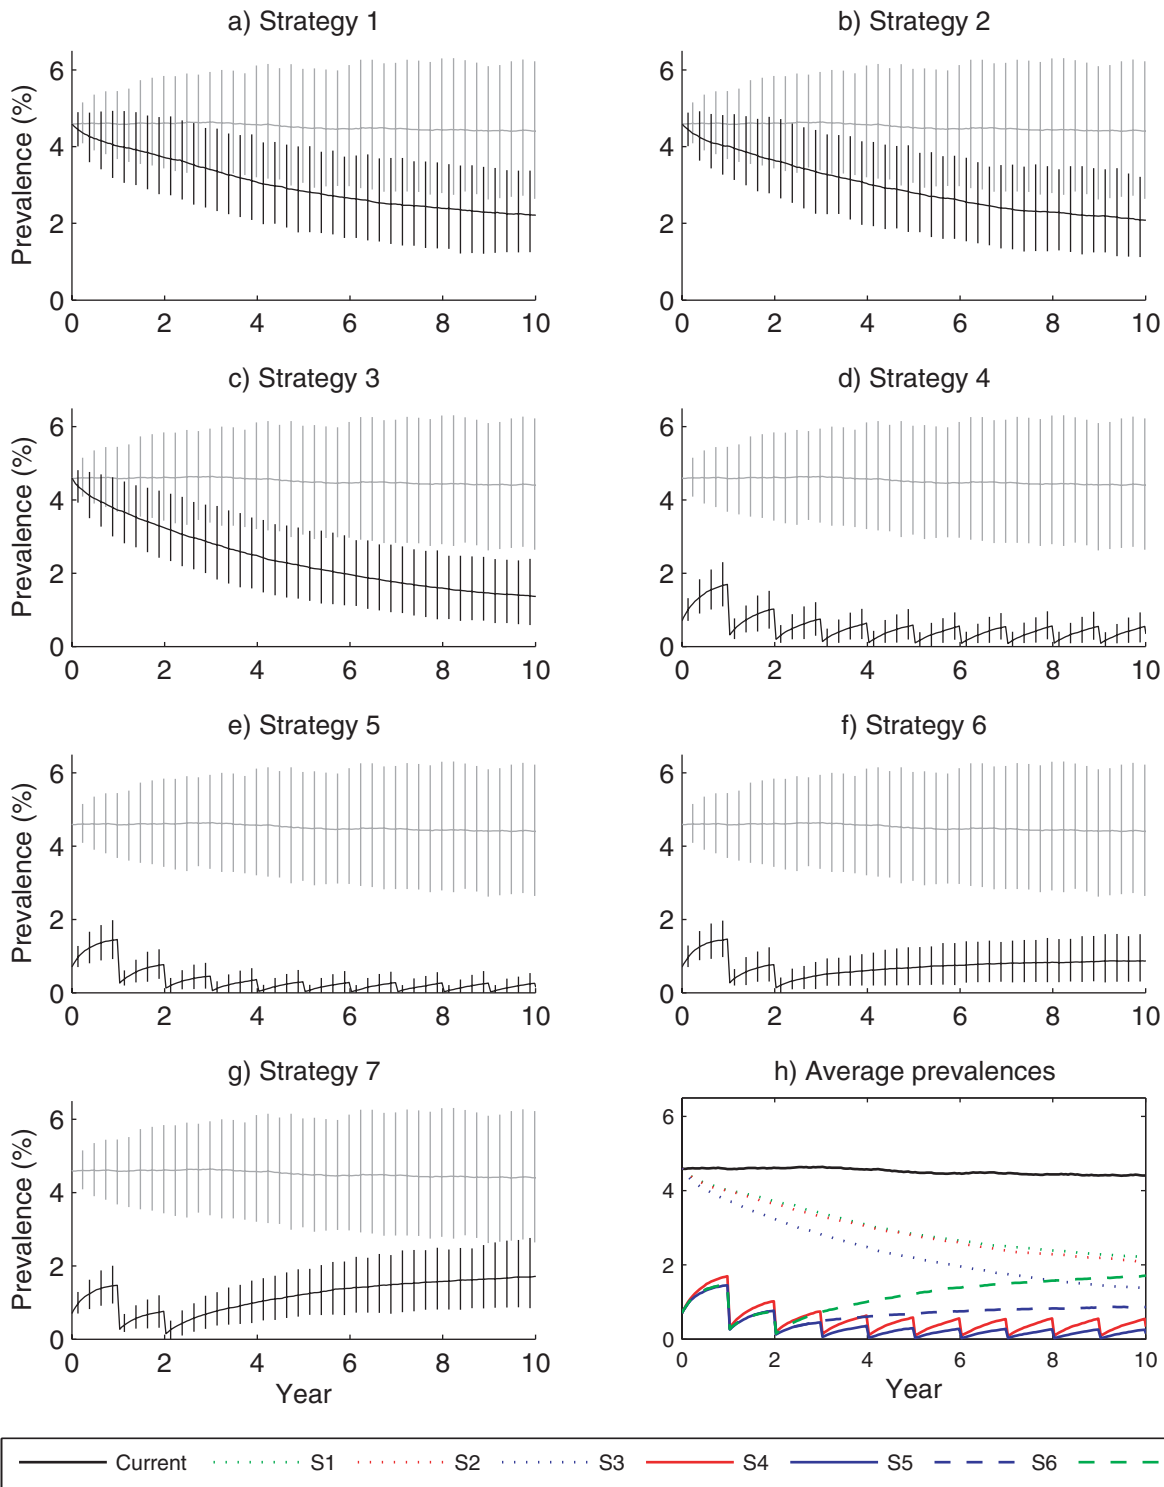 a) Strategy 1
b) Strategy 2
Prevalence (%)
6
4
2
0
0 2 4 6 8 10
6
4
2
0
0 2 4 6 8 10
c) Strategy 3
d) Strategy 4
Prevalence (%)
6
4
2
0
0 2 4 6 8 10
6
4
2
0
0 2 4 6 8 10
e) Strategy 5
f) Strategy 6
Prevalence (%)
6
4
2
0
0 2 4 6 8 10
6
4
2
0
0 2 4 6 8 10
g) Strategy 7
h) Average prevalences
Prevalence (%)
6
4
2
0
0 2 4 6 8 10
Year
6
4
2
0
0 2 4 6 8 10
Year
Current S1 S2 S3 S4 S5 S6